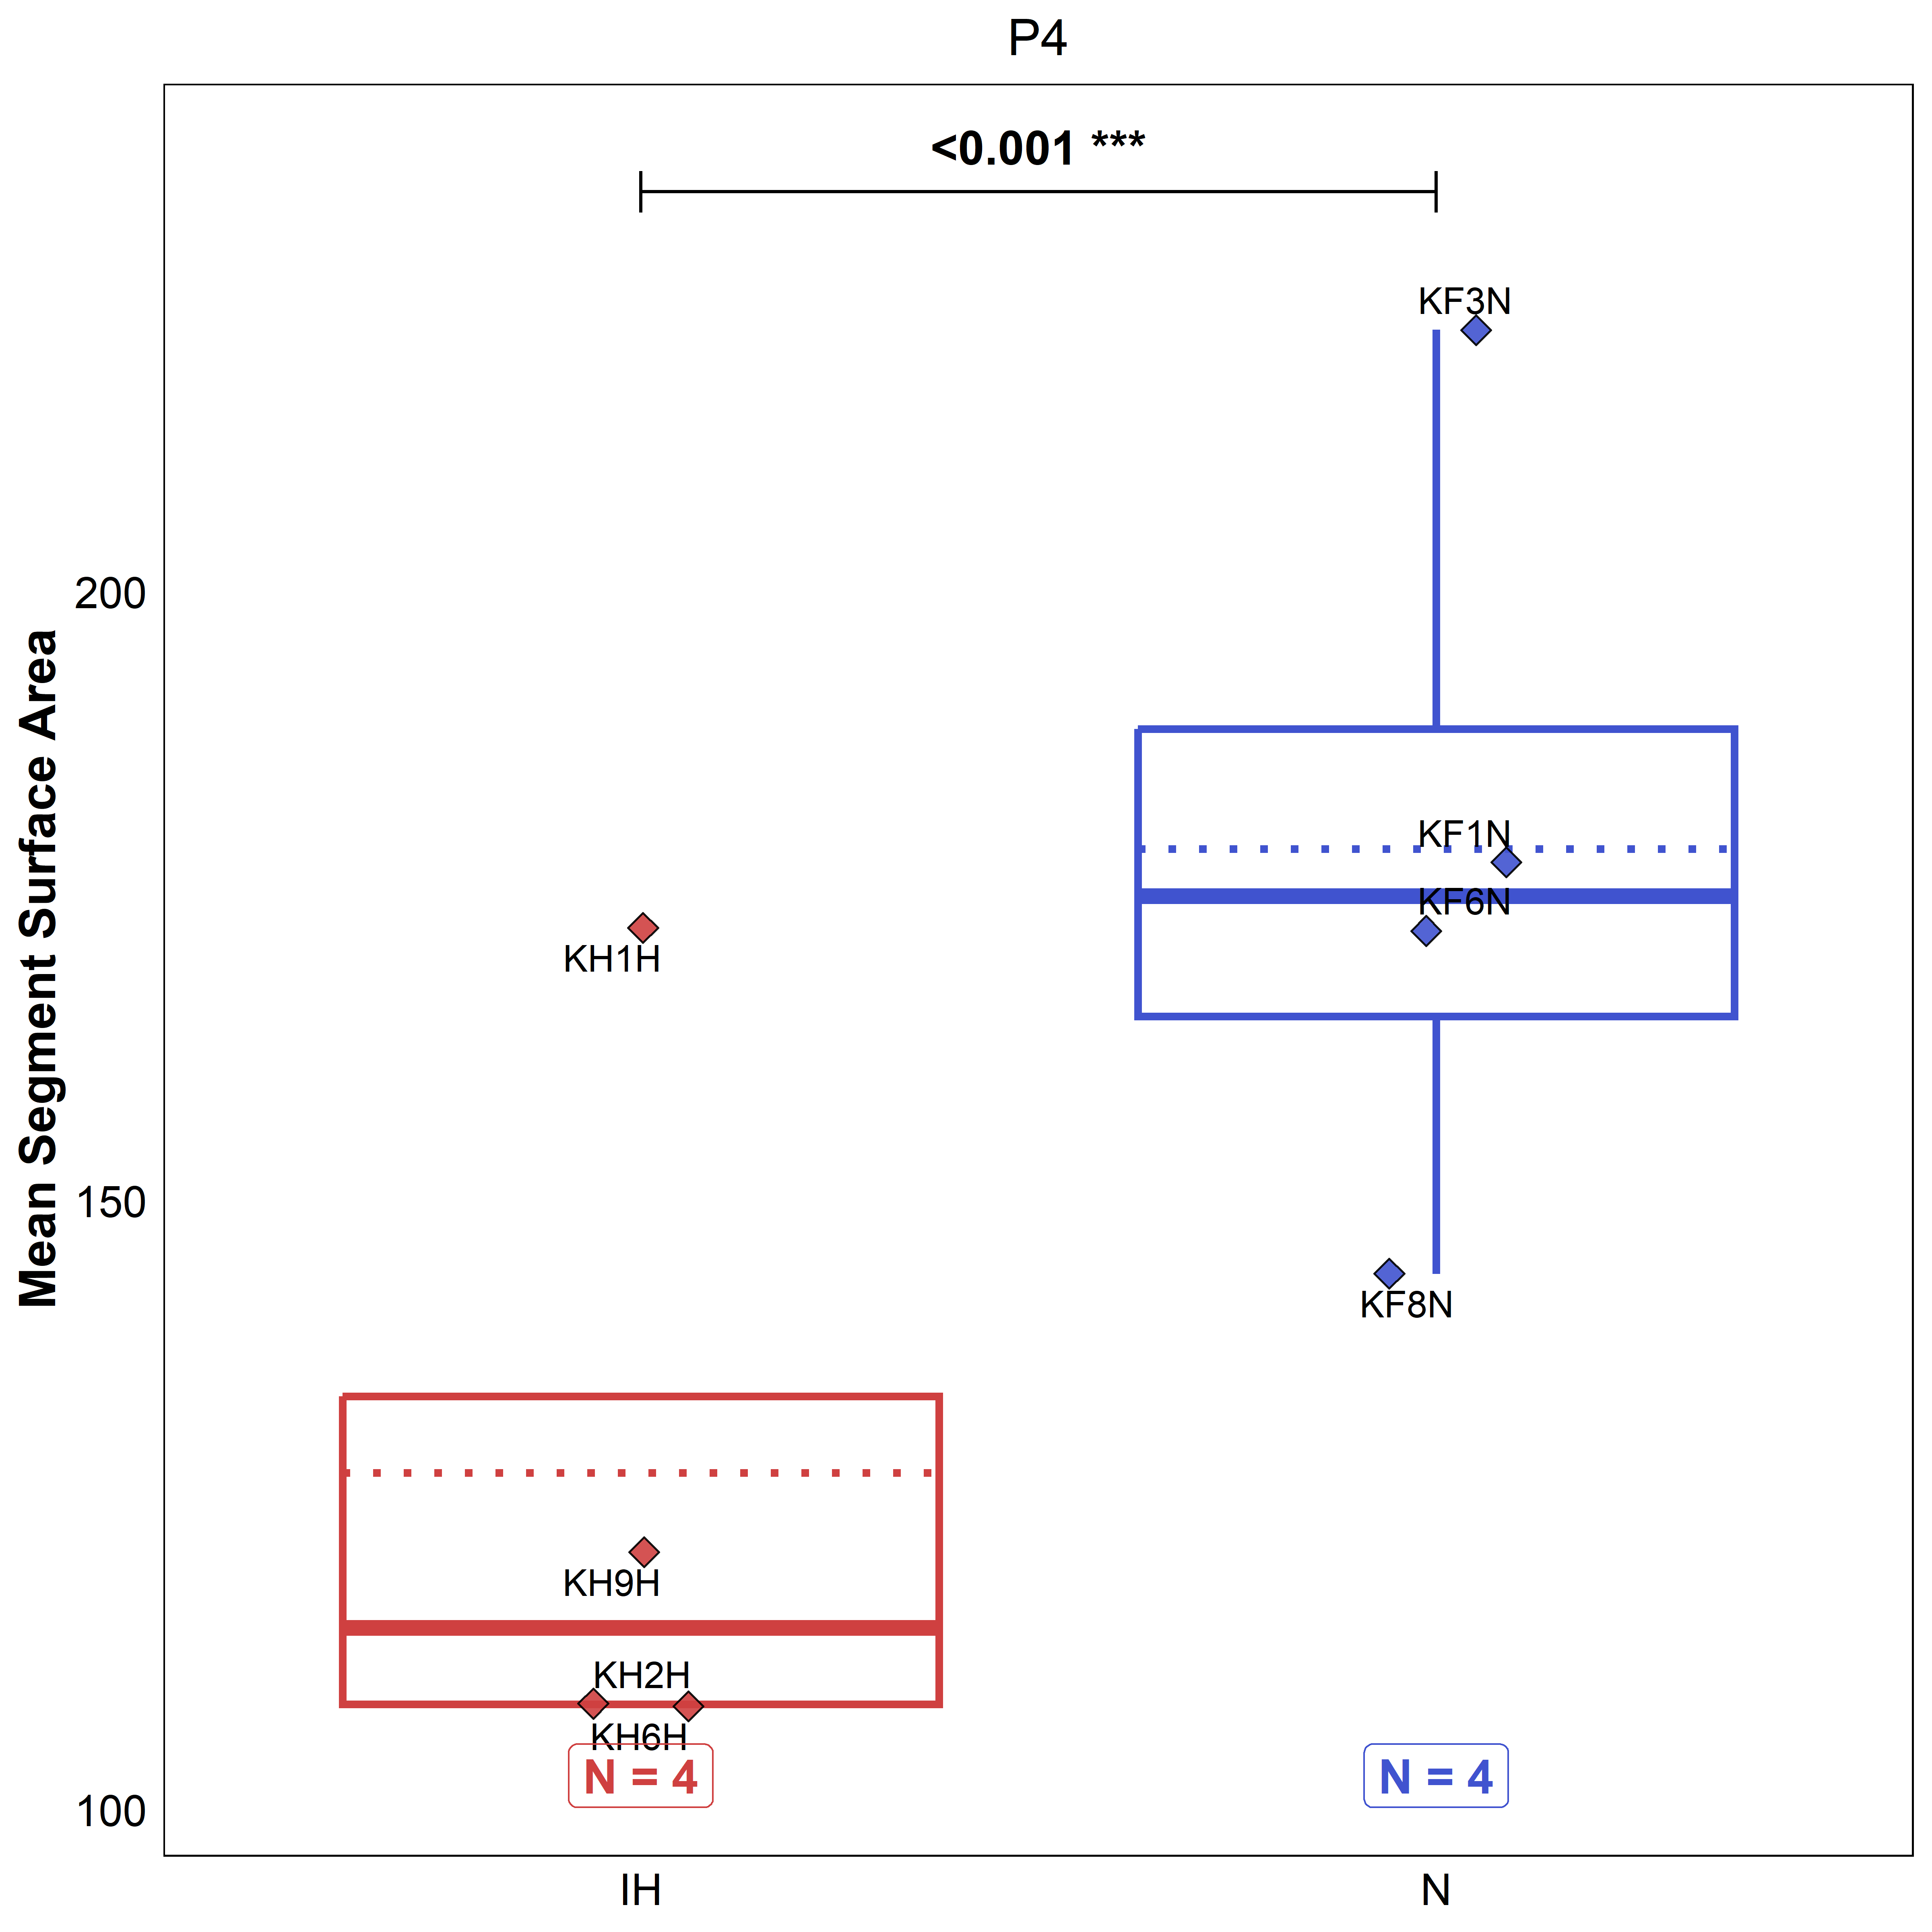 P4
<0.001 ***
KF3N
200
KF1N
KF6N
KH1H
Mean Segment Surface Area
150
KF8N
KH9H
KH2H
KH6H
N = 4
N = 4
100
IH
N